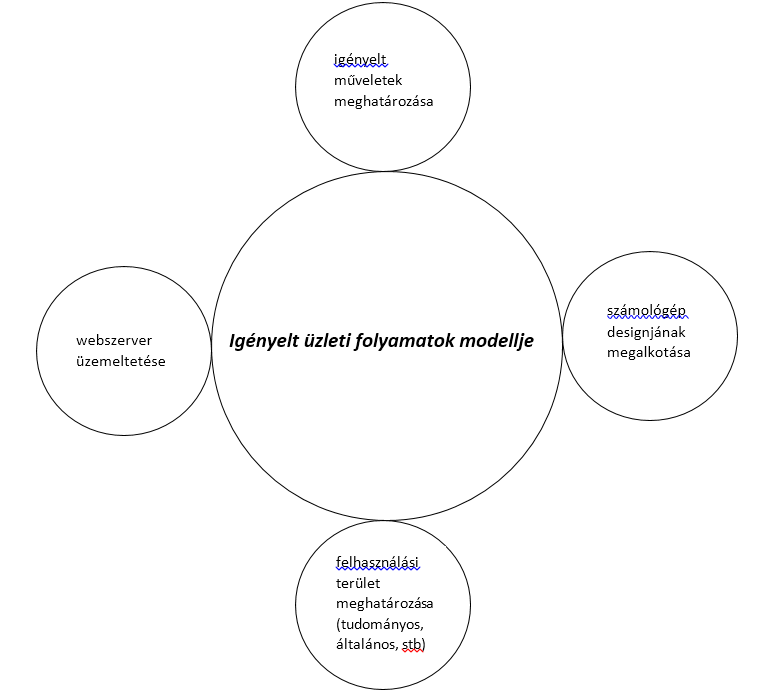 igényelt
műveletek
meghatározása
webszerver
üzemeltetése
Igényelt üzleti folyamatok modellje
számológép
designjának
megalkotása
felhasználási
terület
meghatározása
(tudományos,
általános, stb)